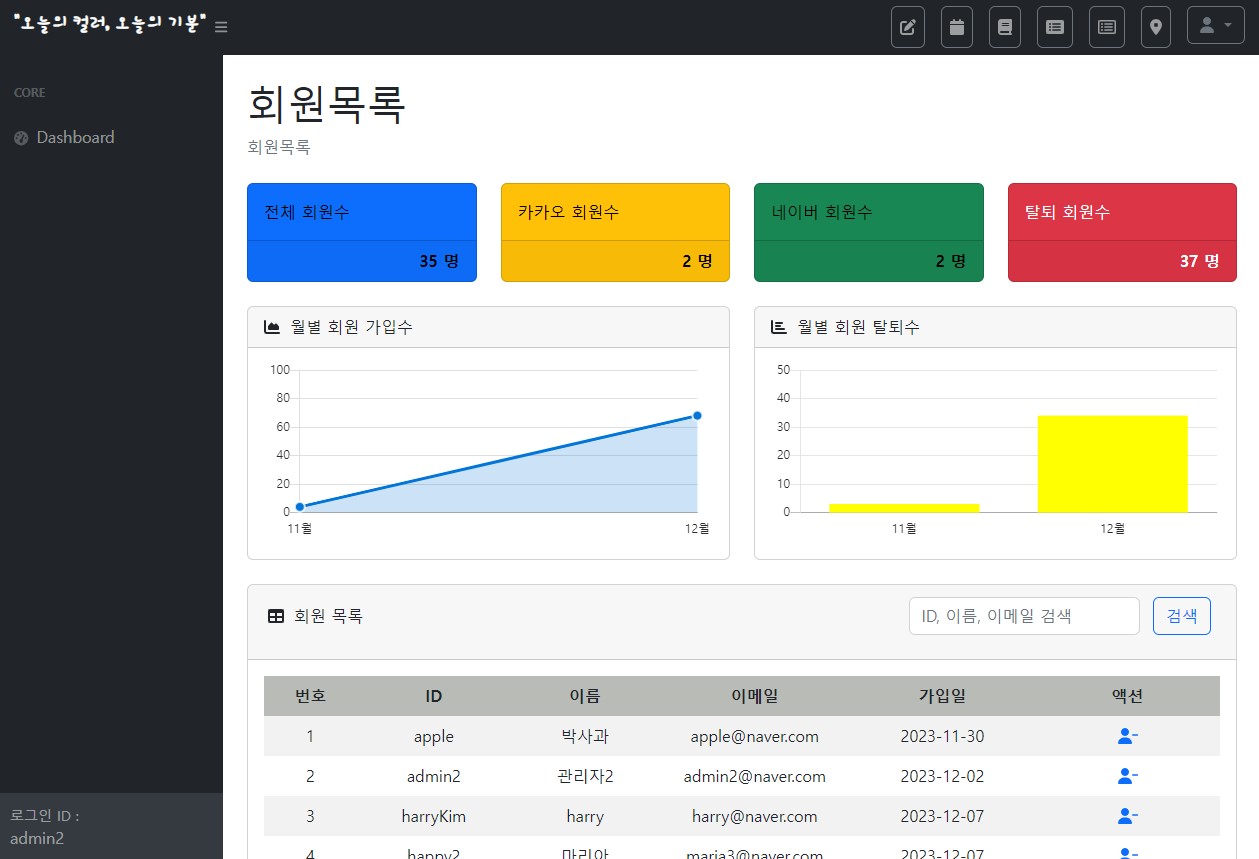 "오늘의 컬러, 오늘의 기분"
CORE
Dashboard
회원목록
회원목록
전체 회원수 카카오 회원수 네이버 회원수 탈퇴 회원수
35 명 2 명 2 명 37 명
월별 회원 가입수
100
80
60
40
20
0
11월 12월
월별 회원 탈퇴수
50
40
30
20
10
0
11월 12월
회원 목록 ID, 이름, 이메일 검색 검색
번호 ID 이름 이메일 가입일 액션
1 apple 박사과 apple@naver.com 2023-11-30
2 admin2 관리자2 admin2@naver.com 2023-12-02
3 harryKim harry harry@naver.com 2023-12-07
4 happy2 마리아 maria3@naver.com 2023-12-07
로그인 ID :
admin2